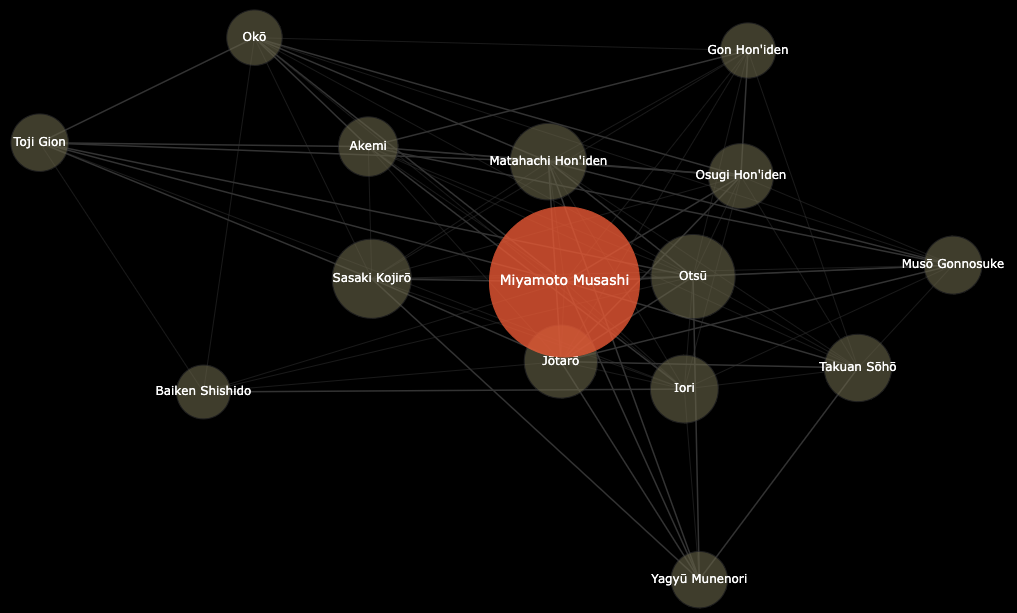 Okō
Gon Hon'iden
Toji Gion
Akemi
Matahachi Hon'iden
Osugi Hon'iden
Musō Gonnosuke
Sasaki Kojirō
Miyamoto Musashi
Otsū
Jōtarō
Takuan Sōhō
Baiken Shishido
Iori
Yagyū Munenori